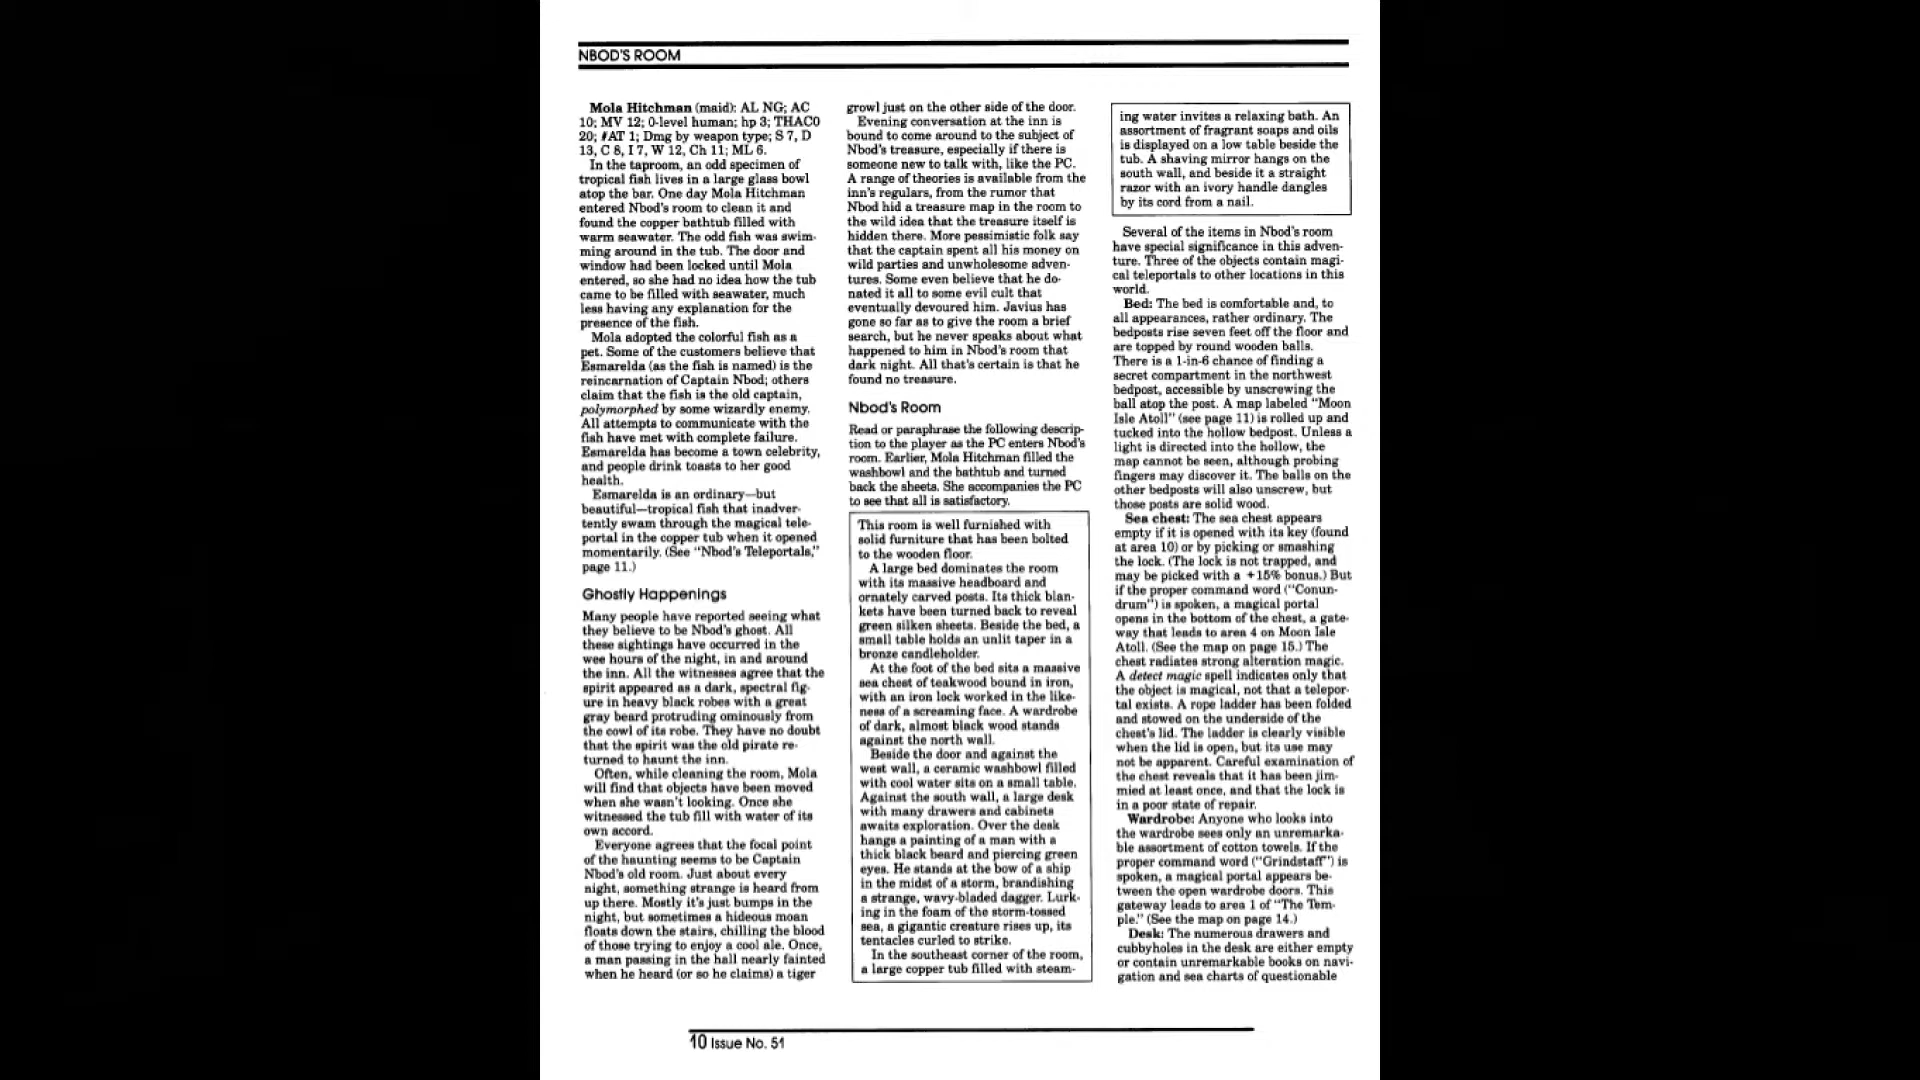 NBOD'S ROOM
Mola Hitchman (maid): AL NG; AC
10; MV 12; 0-level human; hp 3; THAC0
20; #AT 1; Dmg by weapon type; S 7, D
13, C 8, I 7, W 12, Ch 11; ML 6.
In the taproom, an odd specimen of
tropical fish lives in a large glass bowl
atop the bar. One day Mola Hitchman
entered Nbod's room to clean it and
found the copper bathtub filled with
warm seawater. The odd fish was swim-
ming around in the tub. The door and
window had been locked until Mola
entered, so she had no idea how the tub
came to be filled with seawater, much
less having any explanation for the
presence of the fish.
Mola adopted the colorful fish as a
pet. Some of the customers believe that
Esmarelda (as the fish is named) is the
reincarnation of Captain Nbod; others
claim that the fish is the old captain,
polymorphed by some wizardly enemy.
All attempts to communicate with the
fish have met with complete failure.
Esmarelda has become a town celebrity,
and people drink toasts to her good
health.
Esmarelda is an ordinary—but
beautiful—tropical fish that inadver-
tently swam through the magical tele-
portal in the copper tub when it opened
momentarily. (See "Nbod's Teleportals,"
page 11.)
Ghostly Happenings
Many people have reported seeing what
they believe to be Nbod's ghost. All
these sightings have occurred in the
wee hours of the night, in and around
the inn. All the witnesses agree that the
spirit appeared as a dark, spectral fig-
ure in heavy black robes with a great
gray beard protruding ominously from
the cowl of its robe. They have no doubt
that the spirit was the old pirate re-
turned to haunt the inn.
Often, while cleaning the room, Mola
will find that objects have been moved
when she wasn't looking. Once she
witnessed the tub fill with water of its
own accord.
Everyone agrees that the focal point
of the haunting seems to be Captain
Nbod's old room. Just about every
night, something strange is heard from
up there. Mostly it's just bumps in the
night, but sometimes a hideous moan
floats down the stairs, chilling the blood
of those trying to enjoy a cool ale. Once,
a man passing in the hall nearly fainted
when he heard (or so he claims) a tiger
growl just on the other side of the door.
Evening conversation at the inn is
bound to come around to the subject of
Nbod's treasure, especially if there is
someone new to talk with, like the PC.
A range of theories is available from the
inn's regulars, from the rumor that
Nbod hid a treasure map in the room to
the wild idea that the treasure itself is
hidden there. More pessimistic folk say
that the captain spent all his money on
wild parties and unwholesome adven-
tures. Some even believe that he do-
nated it all to some evil cult that
eventually devoured him. Javius has
gone so far as to give the room a brief
search, but he never speaks about what
happened to him in Nbod's room that
dark night. All that's certain is that he
found no treasure.
Nbod's Room
Read or paraphrase the following descrip-
tion to the player as the PC enters Nbod's
room. Earlier, Mola Hitchman filled the
washbowl and the bathtub and turned
back the sheets. She accompanies the PC
to see that all is satisfactory.
This room is well furnished with
solid furniture that has been bolted
to the wooden floor.
A large bed dominates the room
with its massive headboard and
ornately carved posts. Its thick blan-
kets have been turned back to reveal
green silken sheets. Beside the bed, a
small table holds an unlit taper in a
bronze candleholder.
At the foot of the bed sits a massive
sea chest of teakwood bound in iron,
with an iron lock worked in the like-
ness of a screaming face. A wardrobe
of dark, almost black wood stands
against the north wall.
Beside the door and against the
west wall, a ceramic washbowl filled
with cool water sits on a small table.
Against the south wall, a large desk
with many drawers and cabinets
awaits exploration. Over the desk
hangs a painting of a man with a
thick black beard and piercing green
eyes. He stands at the bow of a ship
in the midst of a storm, brandishing
a strange, wavy-bladed dagger. Lurk-
ing in the foam of the storm-tossed
sea, a gigantic creature rises up, its
tentacles curled to strike.
In the southeast corner of the room,
a large copper tub filled with steam-
ing water invites a relaxing bath. An
assortment of fragrant soaps and oils
is displayed on a low table beside the
tub. A shaving mirror hangs on the
south wall, and beside it a straight
razor with an ivory handle dangles
by its cord from a nail.
Several of the items in Nbod's room
have special significance in this adven-
ture. Three of the objects contain magi-
cal teleportals to other locations in this
world.
Bed: The bed is comfortable and, to
all appearances, rather ordinary. The
bedposts rise seven feet off the floor and
are topped by round wooden balls.
There is a 1-in-6 chance of finding a
secret compartment in the northwest
bedpost, accessible by unscrewing the
ball atop the post. A map labeled "Moon
Isle Atoll" (see page 11) is rolled up and
tucked into the hollow bedpost. Unless a
light is directed into the hollow, the
map cannot be seen, although probing
fingers may discover it. The balls on the
other bedposts will also unscrew, but
those posts are solid wood.
Sea chest: The sea chest appears
empty if it is opened with its key (found
at area 10) or by picking or smashing
the lock. (The lock is not trapped, and
may be picked with a +15% bonus.) But
if the proper command word ("Conun-
drum") is spoken, a magical portal
opens in the bottom of the chest, a gate-
way that leads to area 4 on Moon Isle
Atoll. (See the map on page 15.) The
chest radiates strong alteration magic.
A detect magic spell indicates only that
the object is magical, not that a telepor-
tal exists. A rope ladder has been folded
and stowed on the underside of the
chest's lid. The ladder is clearly visible
when the lid is open, but its use may
not be apparent. Careful examination of
the chest reveals that it has been jim-
mied at least once, and that the lock is
in a poor state of repair.
Wardrobe: Anyone who looks into
the wardrobe sees only an unremarka-
ble assortment of cotton towels. If the
proper command word ("Grindstaff") is
spoken, a magical portal appears be-
tween the open wardrobe doors. This
gateway leads to area 1 of "The Tem-
ple." (See the map on page 14.)
Desk: The numerous drawers and
cubbyholes in the desk are either empty
or contain unremarkable books on navi-
gation and sea charts of questionable
10 Issue No. 51